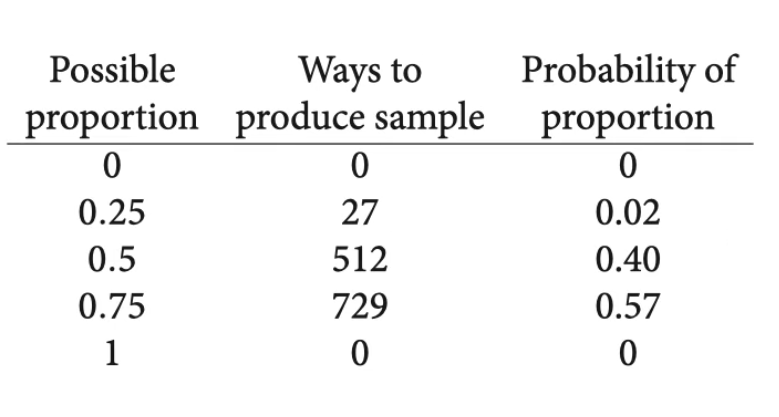 Possible Ways to Probability of
proportion produce sample proportion
0 0 0
0.25 27 0.02
0.5 512 0.40
0.75 729 0.57
1 0 0